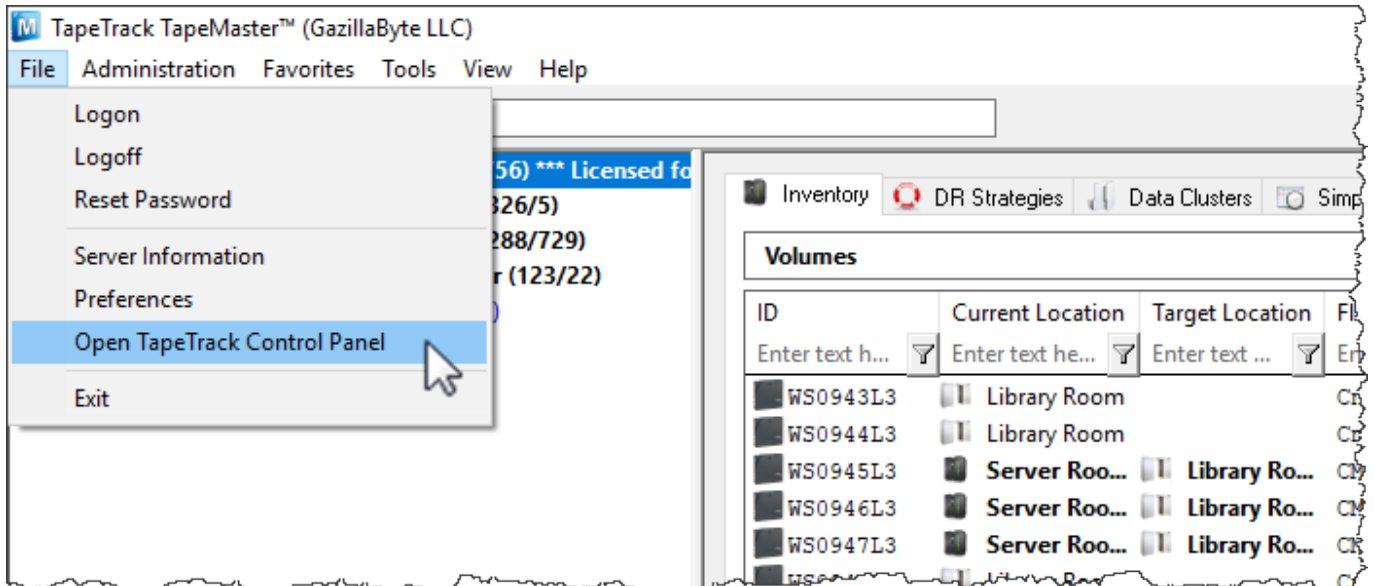 TapeTrack TapeMaster™ (GazillaByte LLC)
File Administration Favorites Tools View Help
Logon
Logoff
Reset Password
Server Information
Preferences
Open TapeTrack Control Panel
Exit
56) *** Licensed fo
326/5)
288/729)
r (123/22)
)
Inventory DR Strategies Data Clusters Simp
Volumes
ID Current Location Target Location
Enter text h... Enter text he... Enter text ...
WS0943L3 Library Room
WS0944L3 Library Room
WS0945L3 Server Roo... Library Ro...
WS0946L3 Server Roo... Library Ro...
WS0947L3 Server Roo... Library Ro...